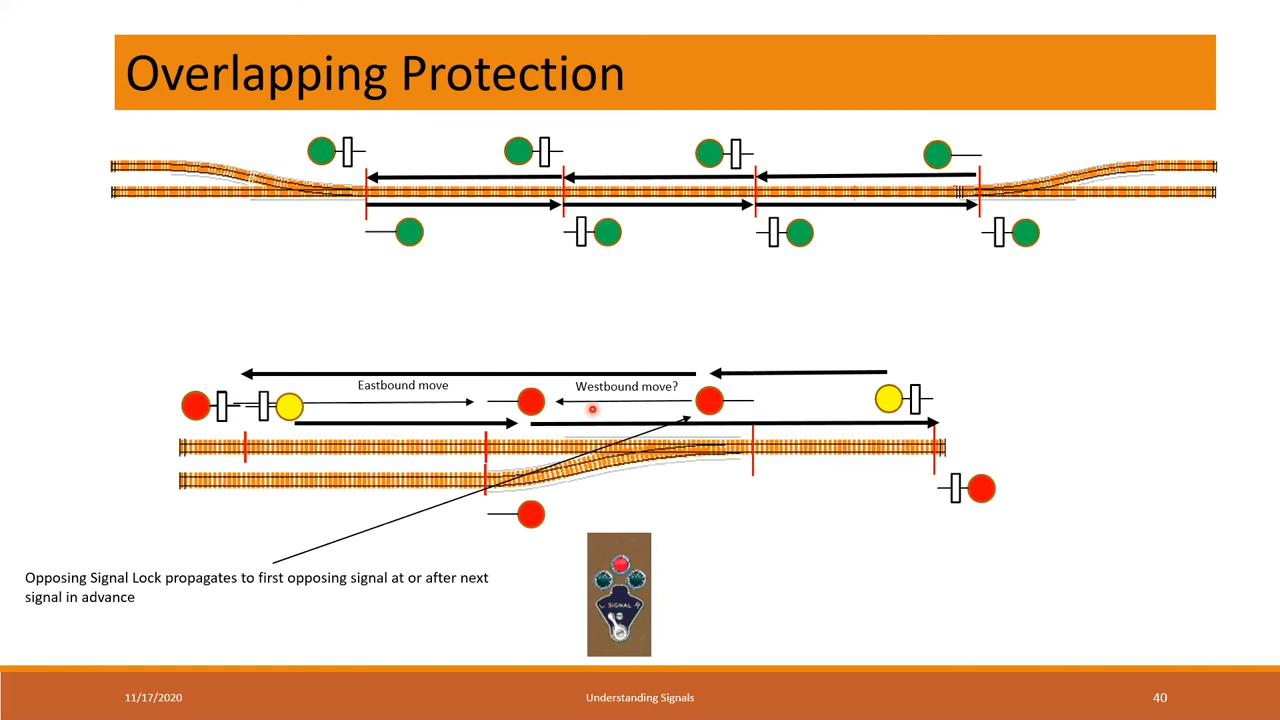 Overlapping Protection
Eastbound move
Westbound move?
Opposing Signal Lock propagates to first opposing signal at or after next
signal in advance
L SIGNAL R
11/17/2020
Understanding Signals
40